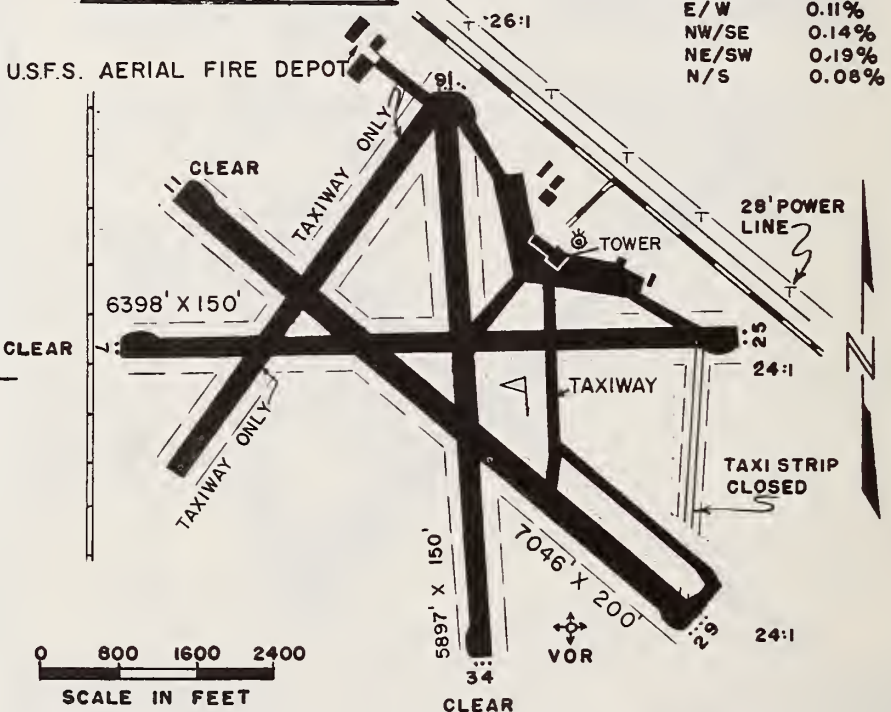 E/W 0.11%
NW/SE 0.14%
NE/SW 0.19%
N/S 0.08%
26:1
U.S.F.S. AERIAL FIRE DEPOT
16
TAXIWAY ONLY
CLEAR
11
28' POWER
LINE
TOWER
6398' X 150'
CLEAR
7
25
24:1
TAXIWAY
N
TAXIWAY ONLY
TAXI STRIP
CLOSED
7046' X 200'
5897' X 150'
29
24:1
VOR
34
CLEAR
0 800 1600 2400
SCALE IN FEET
T
T
T
T
T